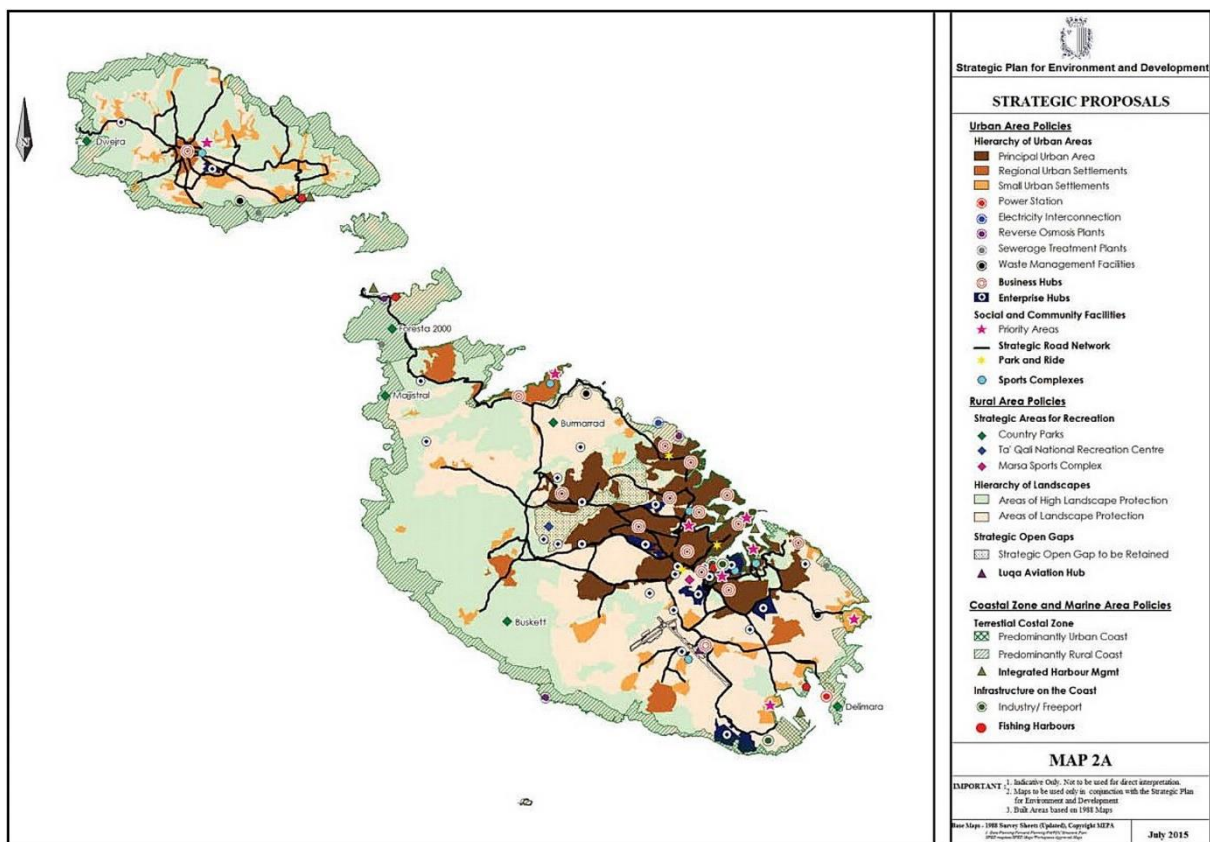 Strategic Plan for Environment and Development
STRATEGIC PROPOSALS
Urban Area Policies
Hierarchy of Urban Areas
Principal Urban Area
Regional Urban Settlements
Small Urban Settlements
Power Station
Electricity Interconnection
Reverse Osmosis Plants
Sewerage Treatment Plants
Waste Management Facilities
Business Hubs
Enterprise Hubs
Social and Community Facilities
Priority Areas
Strategic Road Network
Park and Ride
Sports Complexes
Rural Area Policies
Strategic Areas for Recreation
Country Parks
Ta' Qali National Recreation Centre
Marsa Sports Complex
Hierarchy of Landscapes
Areas of High Landscape Protection
Areas of Landscape Protection
Strategic Open Gaps
Strategic Open Gap to be Retained
Luqa Aviation Hub
Coastal Zone and Marine Area Policies
Terrestial Costal Zone
Predominantly Urban Coast
Predominantly Rural Coast
Integrated Harbour Mgmt
Infrastructure on the Coast
Industry/ Freeport
Fishing Harbours
MAP 2A
IMPORTANT : 1. Indicative Only. Not to be used for direct interpretation.
2. Maps to be used only in conjunction with the Strategic Plan
for Environment and Development
3. Built Areas based on 1988 Maps
Base Maps - 1988 Survey Sheets (Updated), Copyright MEPA
July 2015
N
Dwejra
Foresta 2000
Majjistral
Burmarrad
Buskett
Delimara